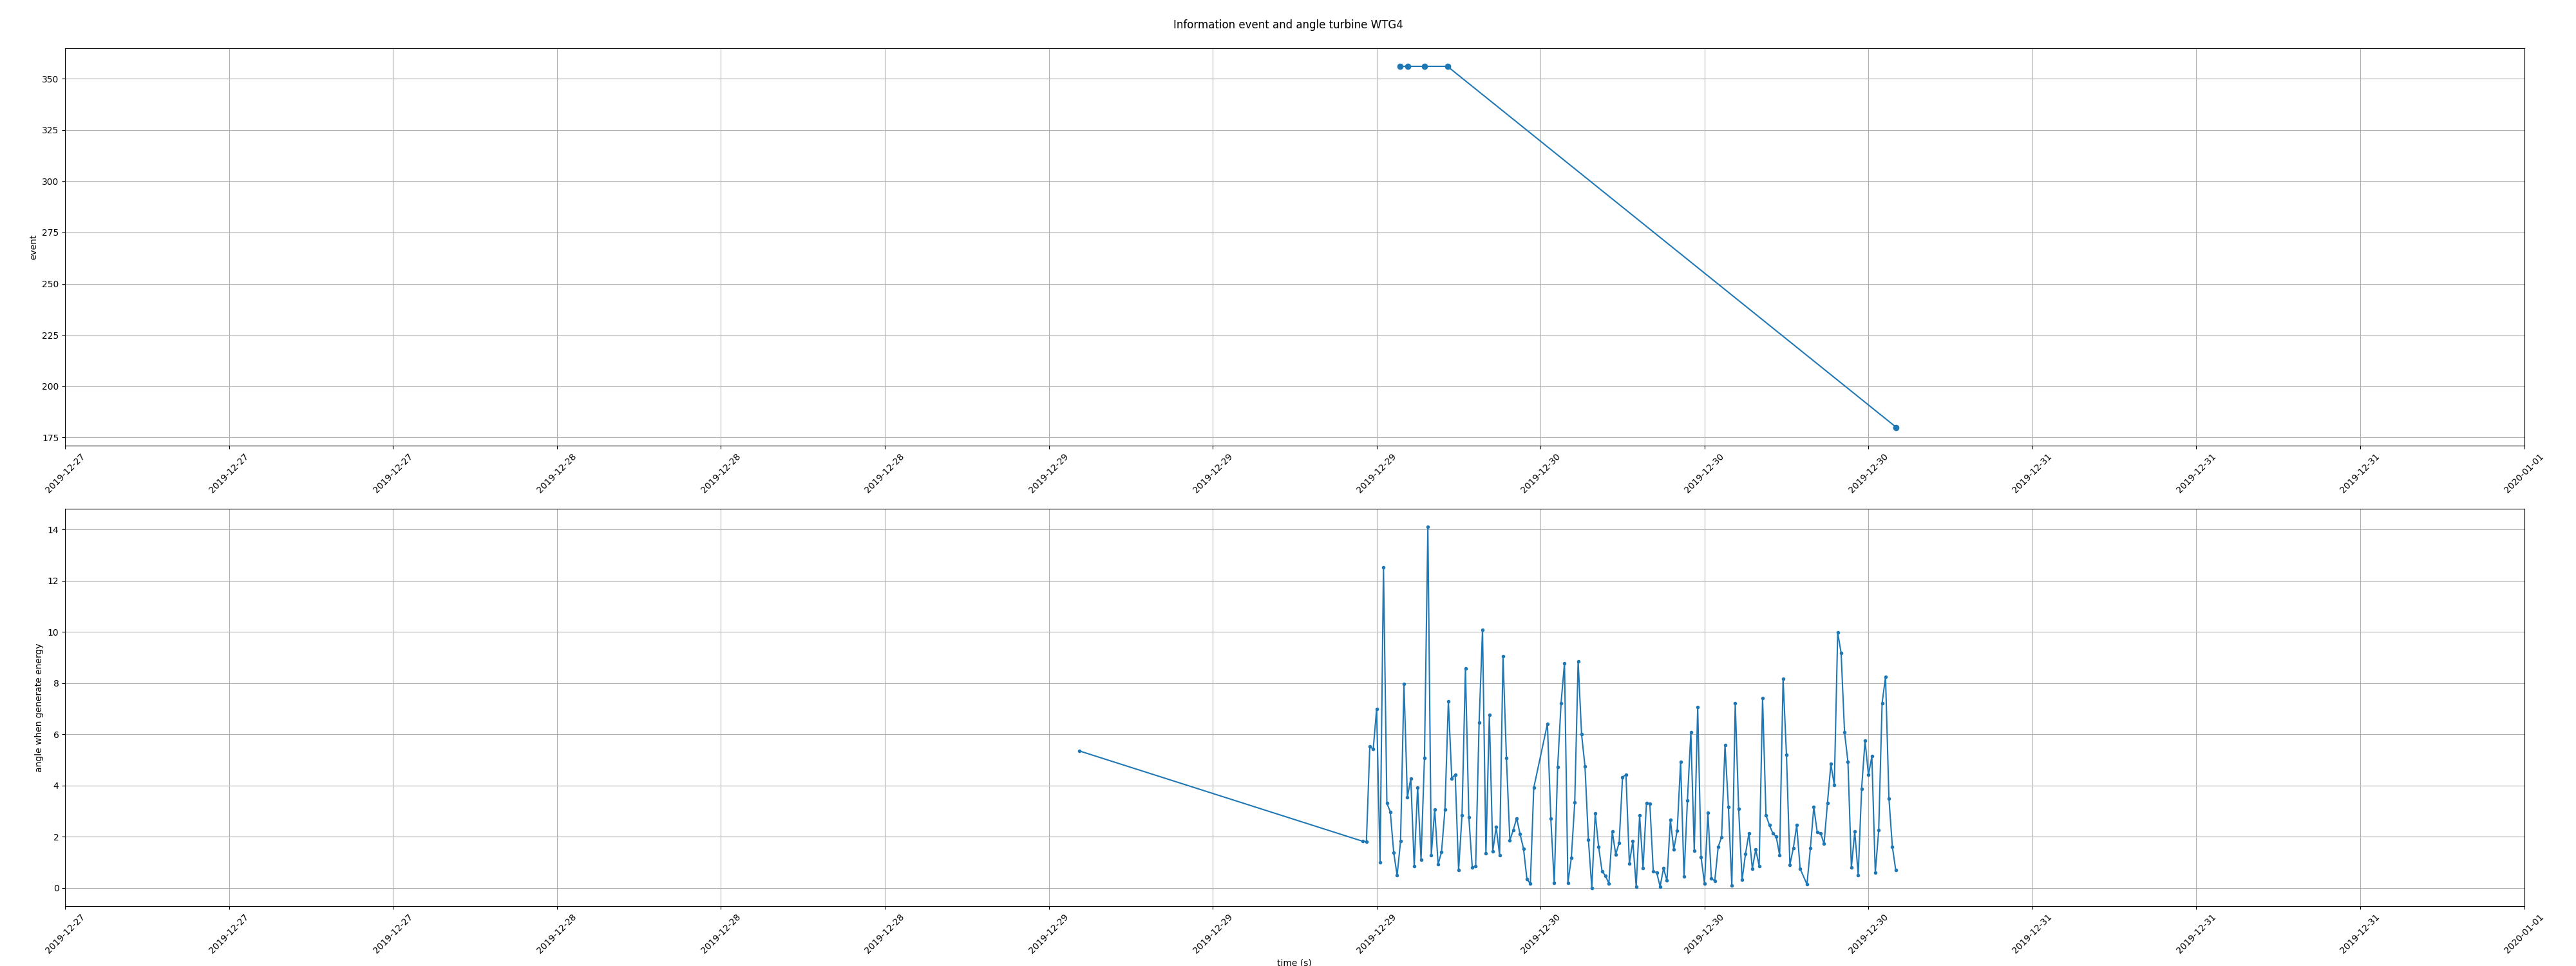 Information event and angle turbine WTG4
350
325
300
275
250
225
200
175
event
2019-12-27 2019-12-27 2019-12-27 2019-12-28 2019-12-28 2019-12-28 2019-12-29 2019-12-29 2019-12-29 2019-12-30 2019-12-30 2019-12-30 2019-12-31 2019-12-31 2019-12-31 2020-01-01
14
12
10
8
6
4
2
0
angle when generate energy
2019-12-27 2019-12-27 2019-12-27 2019-12-28 2019-12-28 2019-12-28 2019-12-29 2019-12-29 2019-12-29 2019-12-30 2019-12-30 2019-12-30 2019-12-31 2019-12-31 2019-12-31 2020-01-01
time (s)